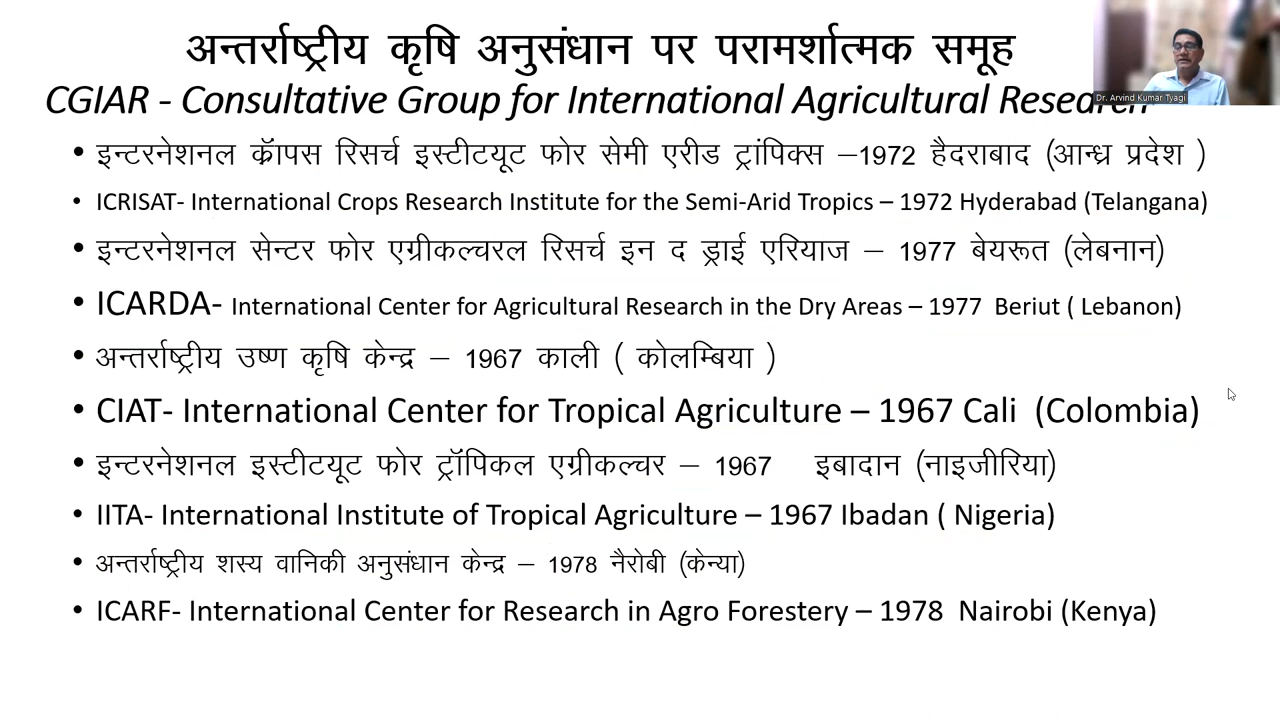 अन्तर्राष्ट्रीय कृषि अनुसंधान पर परामर्शात्मक समूह
CGIAR - Consultative Group for International Agricultural Research
Dr. Arvind Kumar Tyagi
• इन्टरनेशनल कॅापस रिसर्च इस्टीटयूट फोर सेमी एरीड ट्रांपिक्स –1972 हैदराबाद (आन्ध्र प्रदेश )
• ICRISAT- International Crops Research Institute for the Semi-Arid Tropics – 1972 Hyderabad (Telangana)
• इन्टरनेशनल सेन्टर फोर एग्रीकल्चरल रिसर्च इन द ड्राई एरियाज – 1977 बेयरूत (लेबनान)
• ICARDA- International Center for Agricultural Research in the Dry Areas – 1977 Beriut ( Lebanon)
• अन्तर्राष्ट्रीय उष्ण कृषि केन्द्र – 1967 काली ( कोलम्बिया )
• CIAT- International Center for Tropical Agriculture – 1967 Cali (Colombia)
• इन्टरनेशनल इस्टीटयूट फोर ट्रॉपिकल एग्रीकल्चर – 1967 इबादान (नाइजीरिया)
• IITA- International Institute of Tropical Agriculture – 1967 Ibadan ( Nigeria)
• अन्तर्राष्ट्रीय शस्य वानिकी अनुसंधान केन्द्र – 1978 नैरोबी (केन्या)
• ICARF- International Center for Research in Agro Forestery – 1978 Nairobi (Kenya)